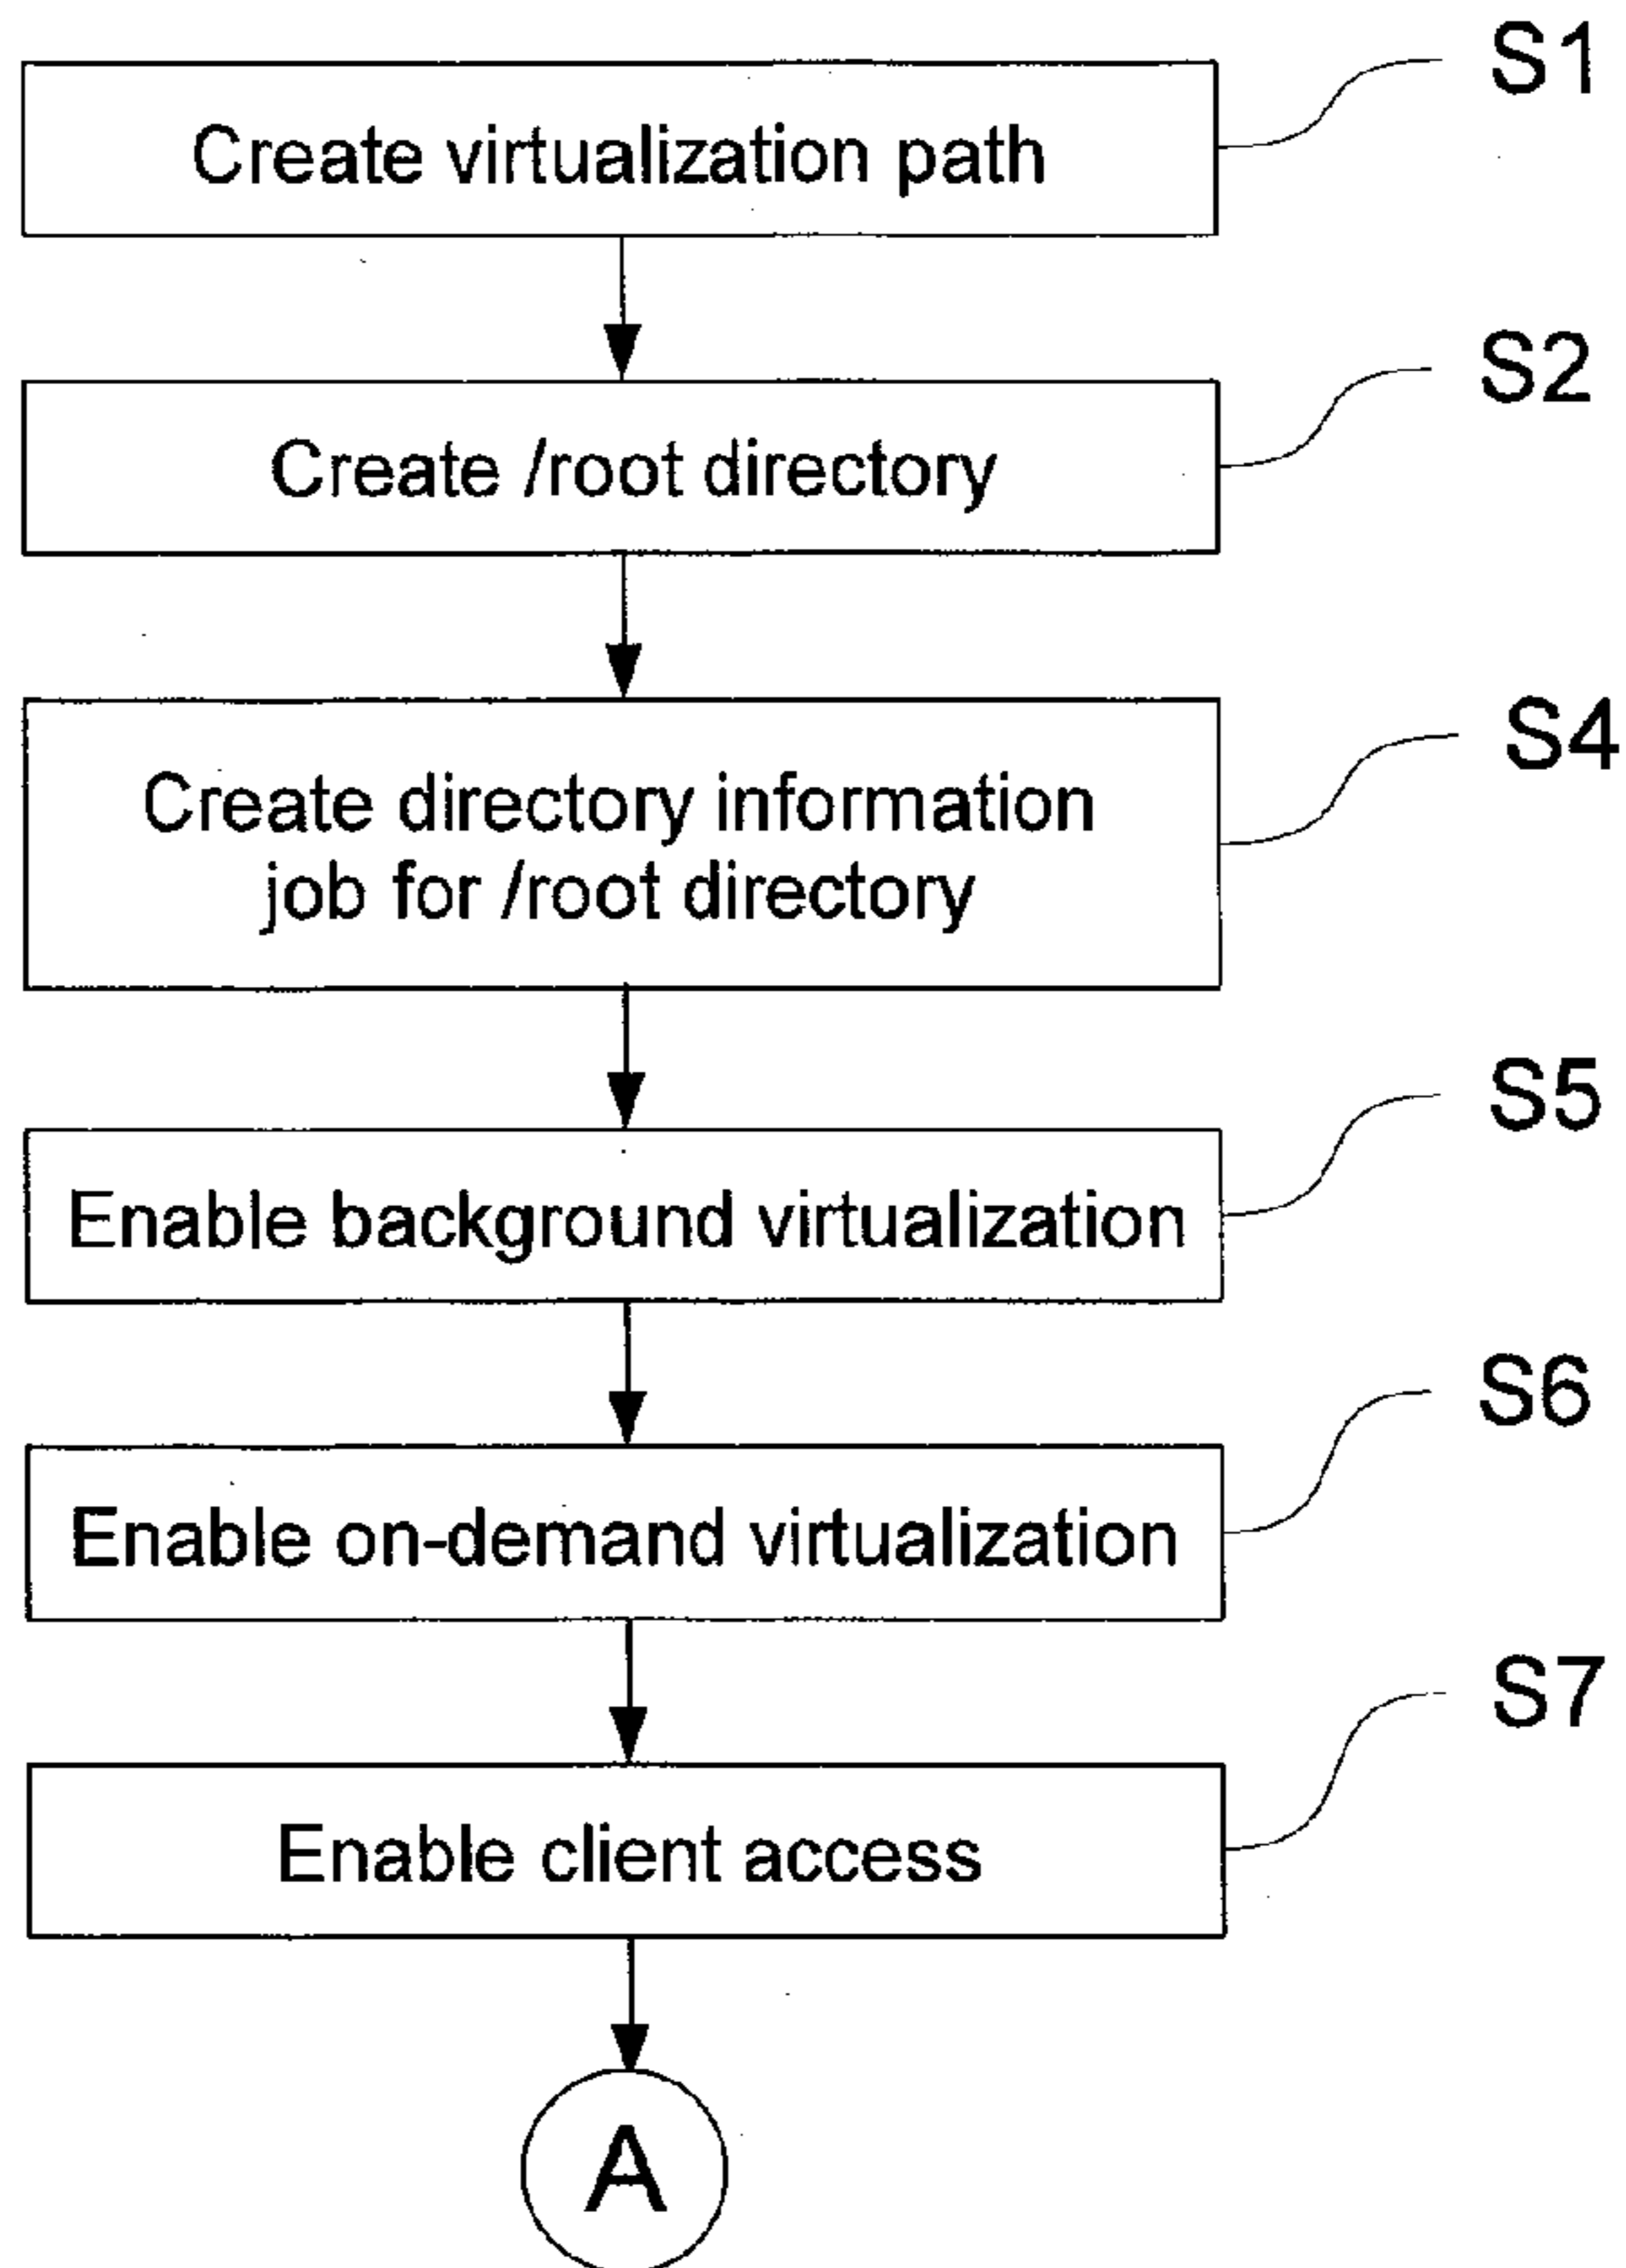 S1
Create virtualization path
S2
Create /root directory
S4
Create directory information
job for /root directory
S5
Enable background virtualization
S6
Enable on-demand virtualization
S7
Enable client access
A